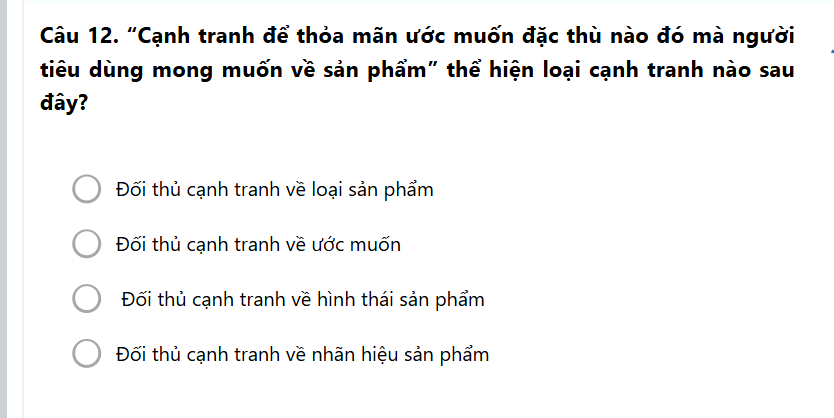 Câu 12. “Cạnh tranh để thỏa mãn ước muốn đặc thù nào đó mà người
tiêu dùng mong muốn về sản phẩm” thể hiện loại cạnh tranh nào sau
đây?
Đối thủ cạnh tranh về loại sản phẩm
Đối thủ cạnh tranh về ước muốn
Đối thủ cạnh tranh về hình thái sản phẩm
Đối thủ cạnh tranh về nhãn hiệu sản phẩm